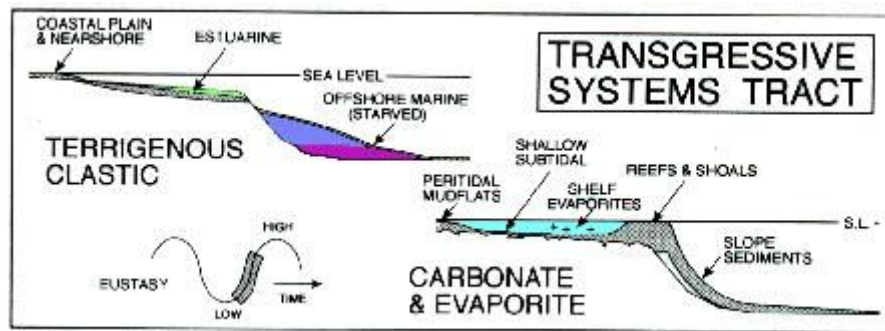 COASTAL PLAIN
& NEARSHORE
ESTUARINE
SEA LEVEL
OFFSHORE MARINE
(STARVED)
TRANSGRESSIVE
SYSTEMS TRACT
TERRIGENOUS
CLASTIC
PERITIDAL
MUDFLATS
SHALLOW
SUBTIDAL
SHELF
EVAPORITES
REEFS & SHOALS
S.L.
SLOPE
SEDIMENTS
EUSTASY
HIGH
LOW
TIME
CARBONATE
& EVAPORITE